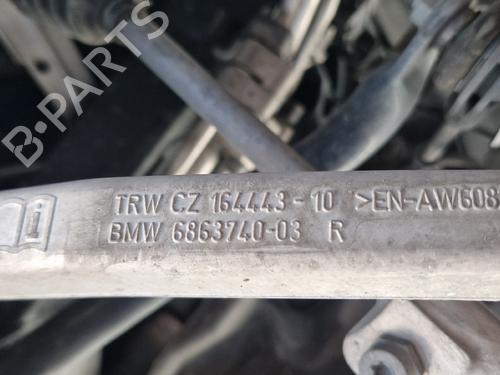 B-PARTS
TRW CZ 164443-10 >EN-AW608
BMW 6863740-03 R